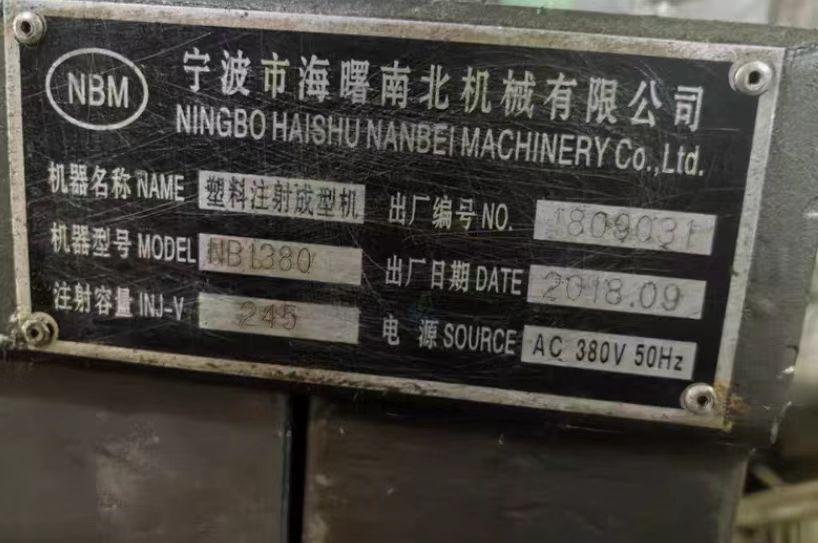 NBM
宁波市海曙南北机械有限公司
NINGBO HAISHU NANBEI MACHINERY Co.,Ltd.
机器名称 NAME 塑料注射成型机
出厂编号 NO. 1809031
机器型号 MODEL NB1380
出厂日期 DATE 2018.09
注射容量 INJ-V 245
电 源 SOURCE AC 380V 50Hz